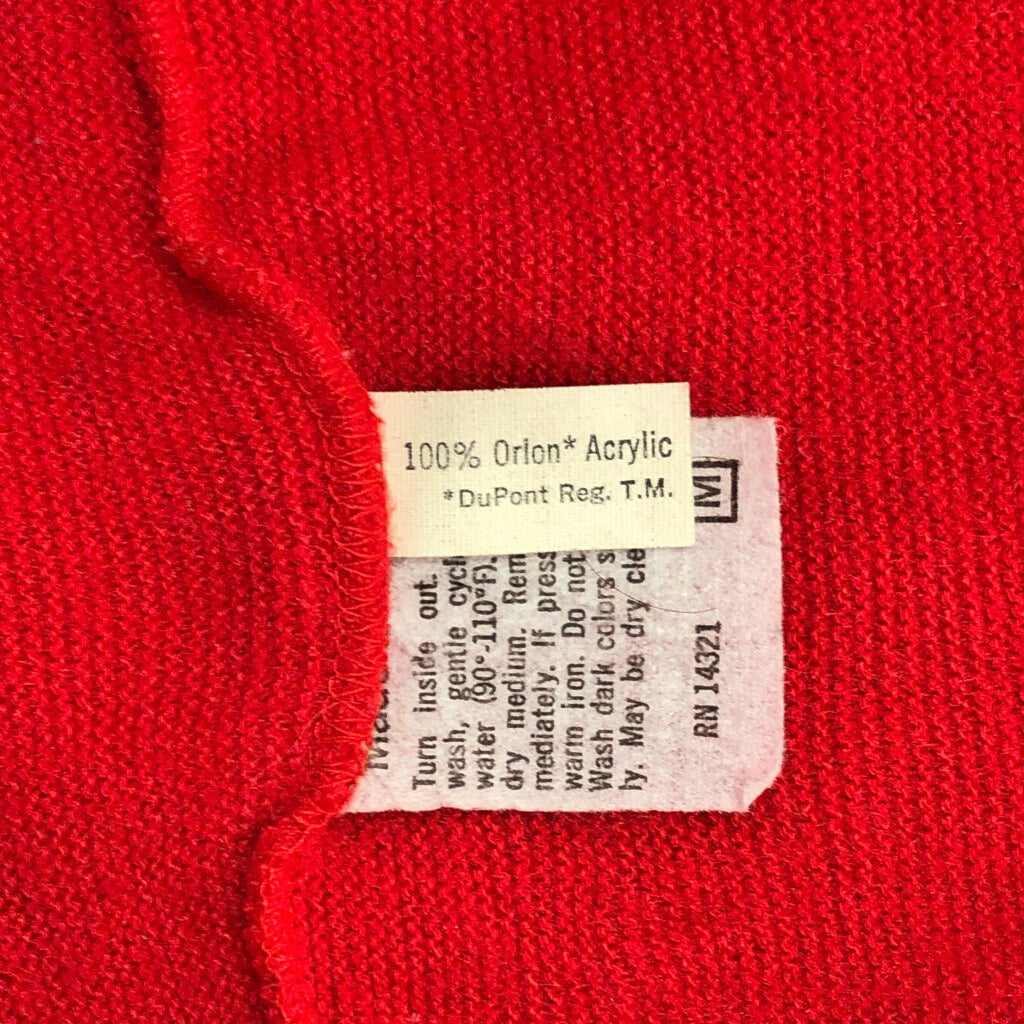 100% Orlon* Acrylic
*DuPont Reg. T.M.
M
Turn inside out.
wash, gentle cycl
water (90°-110°F).
dry medium. Rem
mediately. If press
warm iron. Do not
Wash dark colors s
ly. May be dry cle
RN 14321